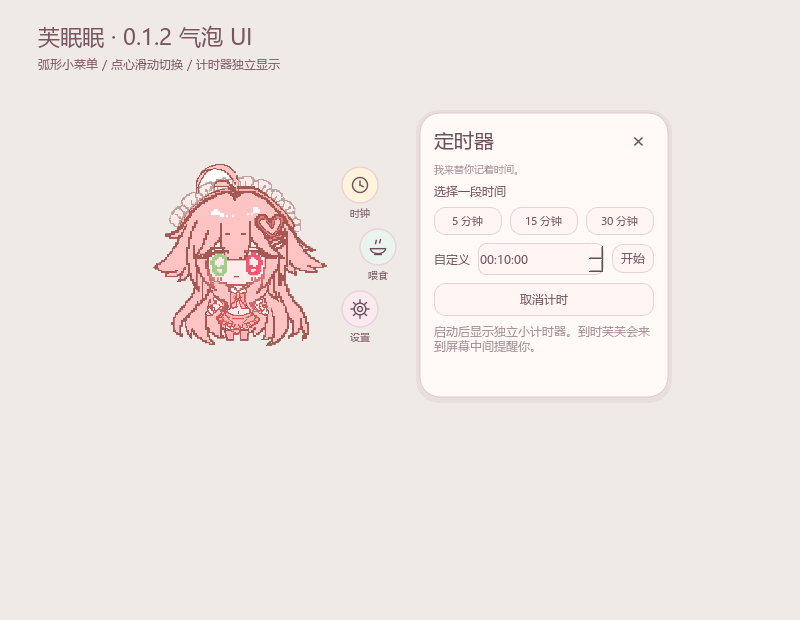 芙眠眠 · 0.1.2 气泡 UI
弧形小菜单 / 点心滑动切换 / 计时器独立显示
时钟
喂食
设置
定时器
×
我来替你记着时间。
选择一段时间
5 分钟 15 分钟 30 分钟
自定义 00:10:00 开始
取消计时
启动后显示独立小计时器。到时芙芙会来
到屏幕中间提醒你。